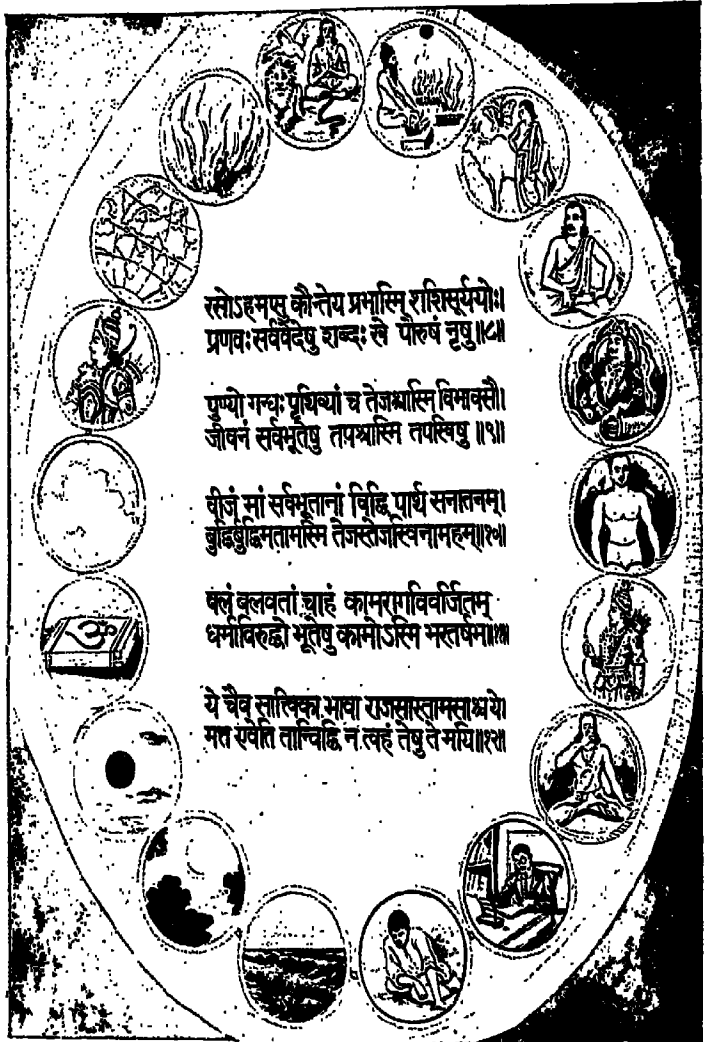 रसोऽहमप्सु कौन्तेय प्रभास्मि शशिसूर्ययोः।
प्रणवः सर्ववेदेषु शब्दः खे पौरुषं नृषु॥८॥
पुण्यो गन्धः पृथिव्यां च तेजश्चास्मि विभावसौ।
जीवनं सर्वभूतेषु तपश्चास्मि तपस्विषु॥९॥
बीजं मां सर्वभूतानां विद्धि पार्थ सनातनम्।
बुद्धिर्बुद्धिमतामस्मि तेजस्तेजस्विनामहम्॥१०॥
बलं बलवतां चाहं कामरागविवर्जितम्
धर्माविरुद्धो भूतेषु कामोऽस्मि भरतर्षभ॥११॥
ये चैव सात्त्विका भावा राजसास्तामसाश्च ये।
मत्त एवेति तान्विद्धि न त्वहं तेषु ते मयि॥१२॥